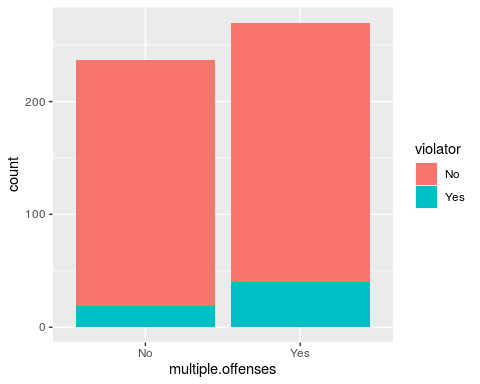 count
200
100
0
No
Yes
multiple.offenses
violator
No
Yes